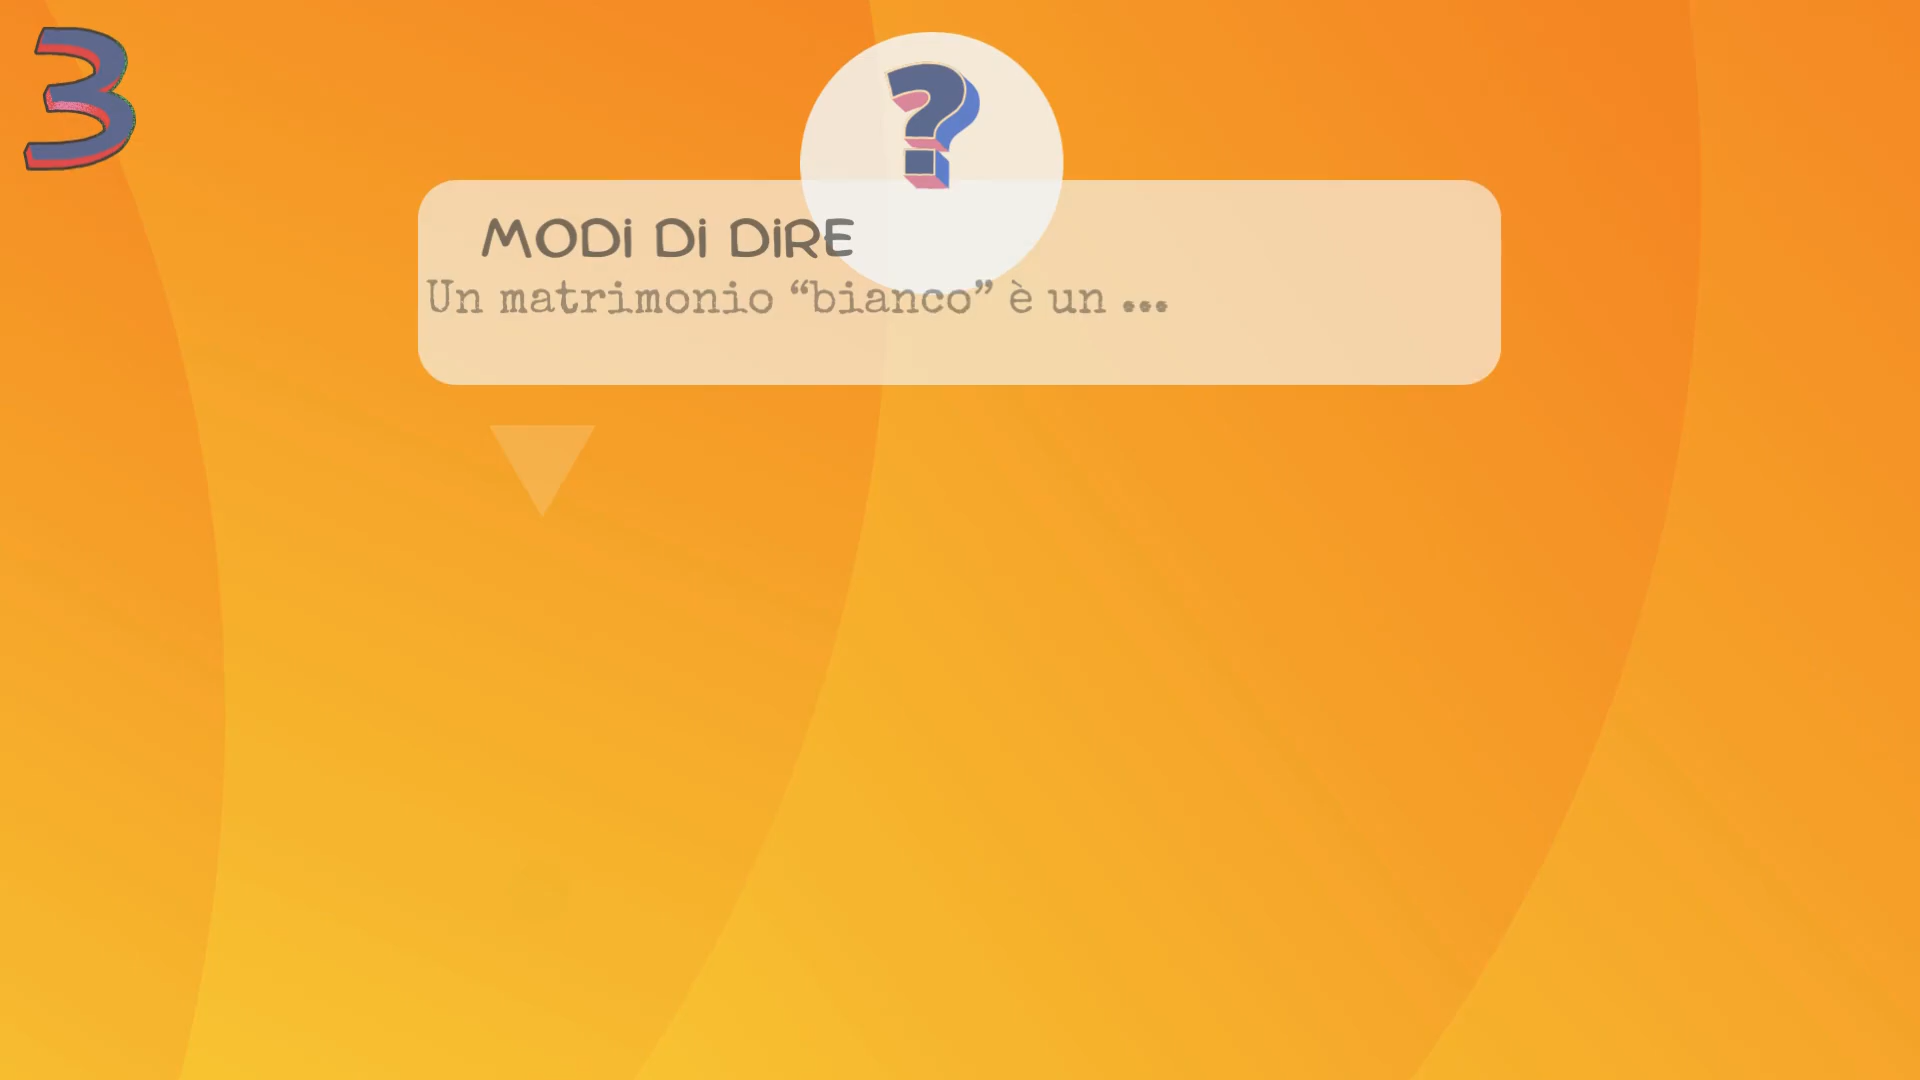 3
?
MODi Di DiRE
Un matrimonio “bianco” è un ...